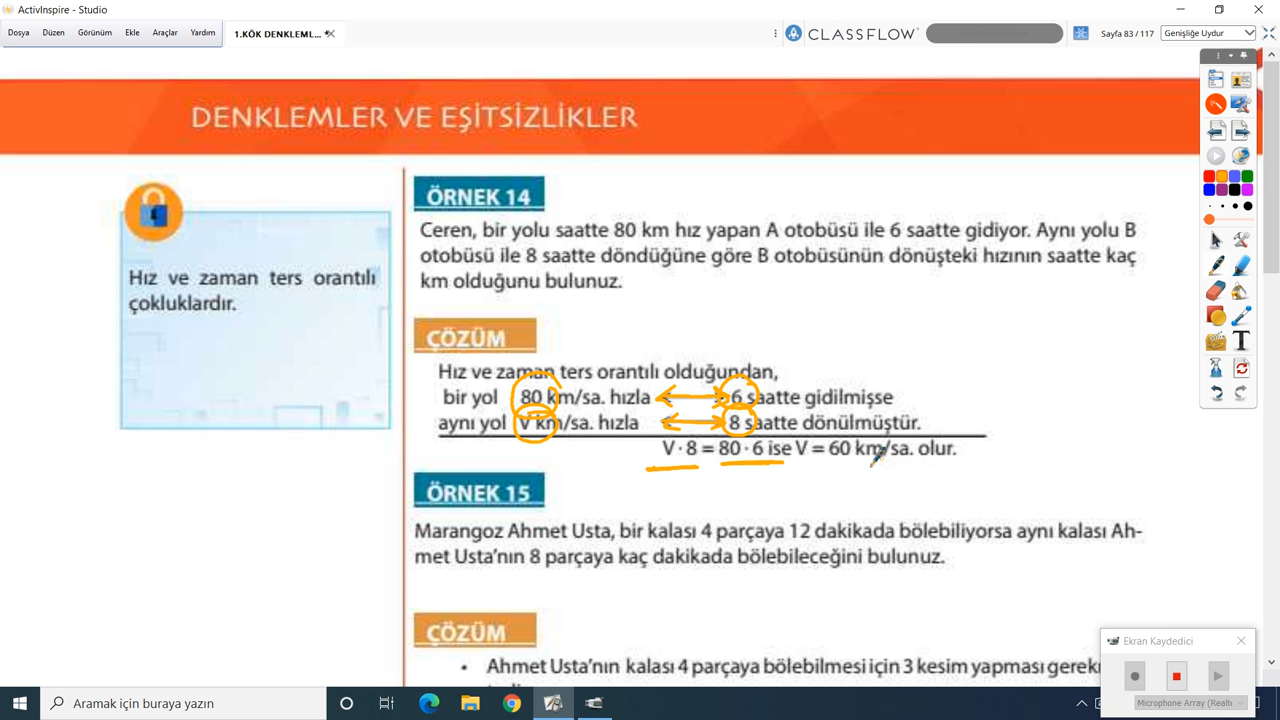 ActivInspire - Studio
Dosya Düzen Görünüm Ekle Araçlar Yardım
1.KÖK DENKLEML...
CLASSFLOW
Sayfa 83 / 117
Genişliğe Uydur
DENKLEMLER VE EŞİTSİZLİKLER
Hız ve zaman ters orantılı
çokluklardır.
ÖRNEK 14
Ceren, bir yolu saatte 80 km hız yapan A otobüsü ile 6 saatte gidiyor. Aynı yolu B
otobüsü ile 8 saatte döndüğüne göre B otobüsünün dönüşteki hızının saatte kaç
km olduğunu bulunuz.
ÇÖZÜM
Hız ve zaman ters orantılı olduğundan,
bir yol 80 km/sa. hızla 6 saatte gidilmişse
aynı yol V km/sa. hızla 8 saatte dönülmüştür.
V · 8 = 80 · 6 ise V = 60 km/sa. olur.
ÖRNEK 15
Marangoz Ahmet Usta, bir kalası 4 parçaya 12 dakikada bölebiliyorsa aynı kalası Ah-
met Usta'nın 8 parçaya kaç dakikada bölebileceğini bulunuz.
ÇÖZÜM
• Ahmet Usta'nın kalası 4 parçaya bölebilmesi için 3 kesim yapması
Ekran Kaydedici
Microphone Array (Realt
Aramak için buraya yazın